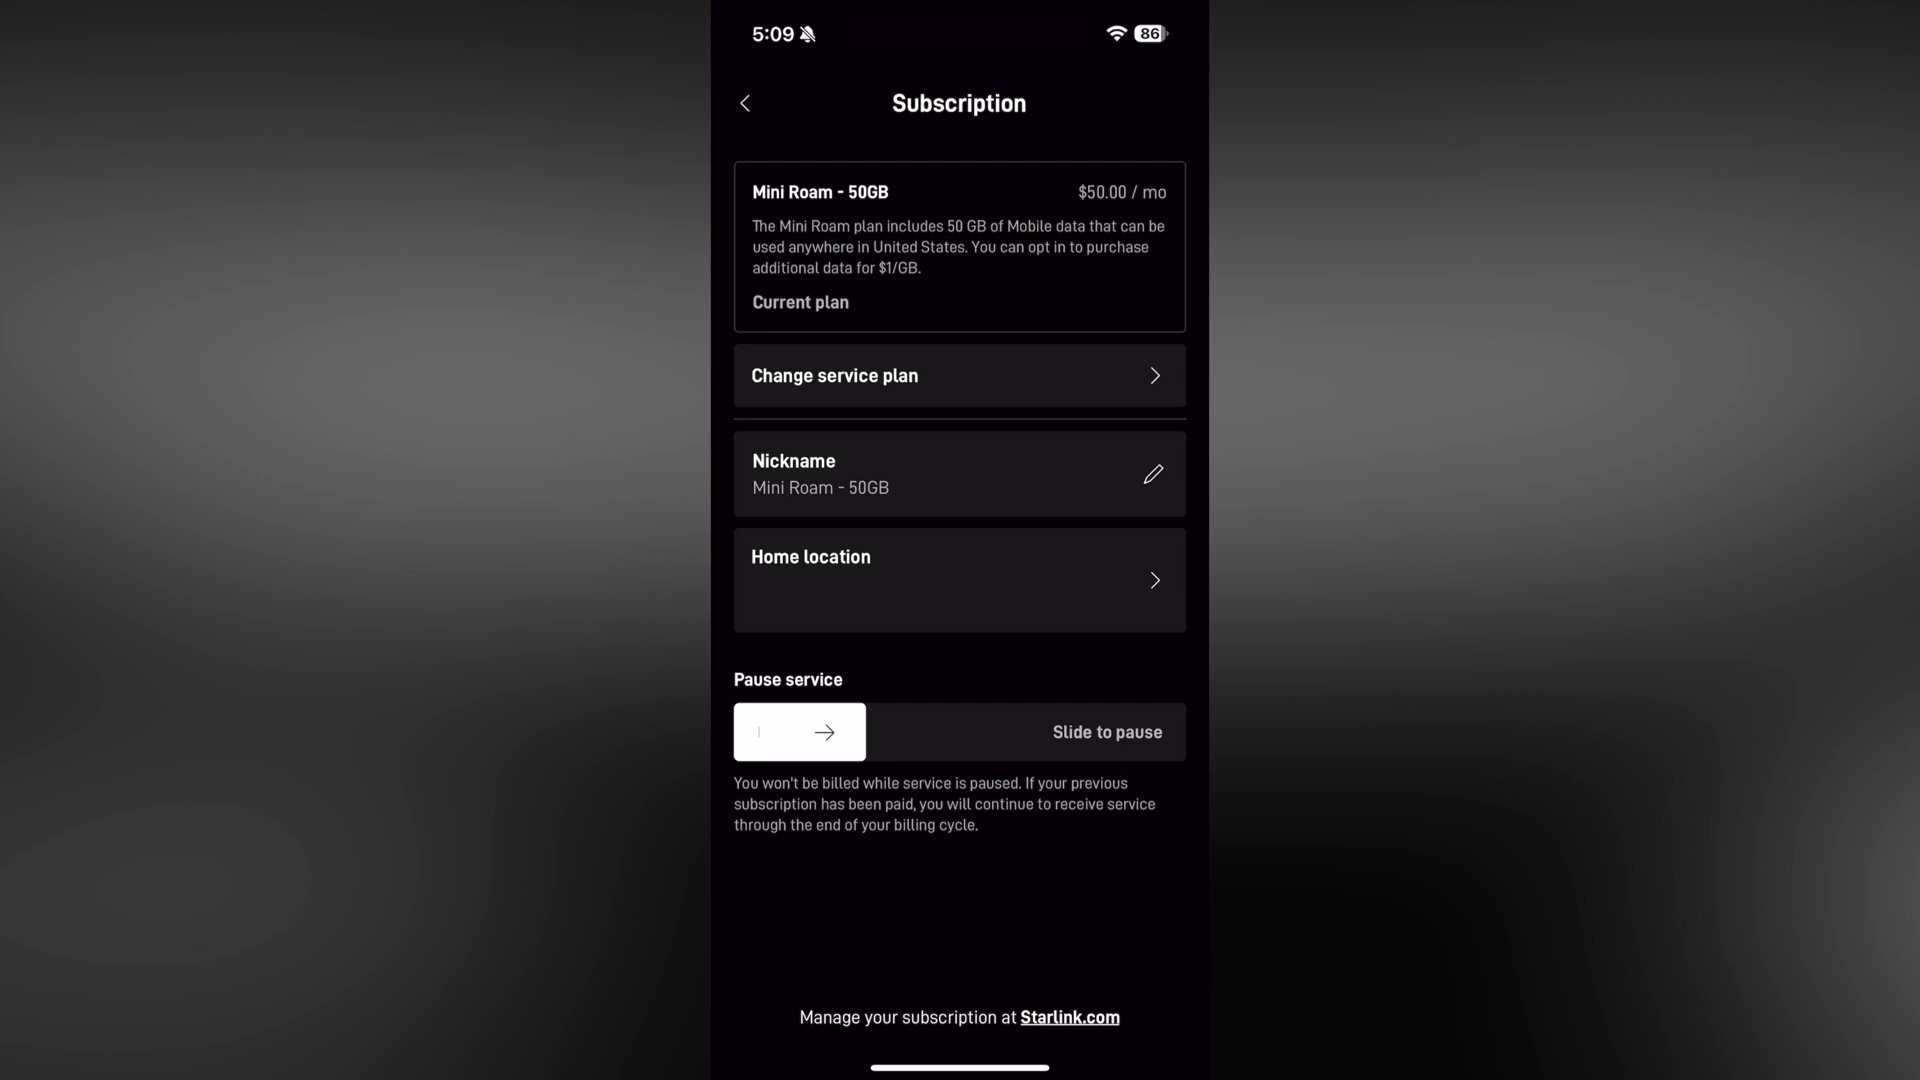 5:09
86
Subscription
Mini Roam - 50GB
$50.00 / mo
The Mini Roam plan includes 50 GB of Mobile data that can be
used anywhere in United States. You can opt in to purchase
additional data for $1/GB.
Current plan
Change service plan
Nickname
Mini Roam - 50GB
Home location
Pause service
Slide to pause
You won't be billed while service is paused. If your previous
subscription has been paid, you will continue to receive service
through the end of your billing cycle.
Manage your subscription at Starlink.com